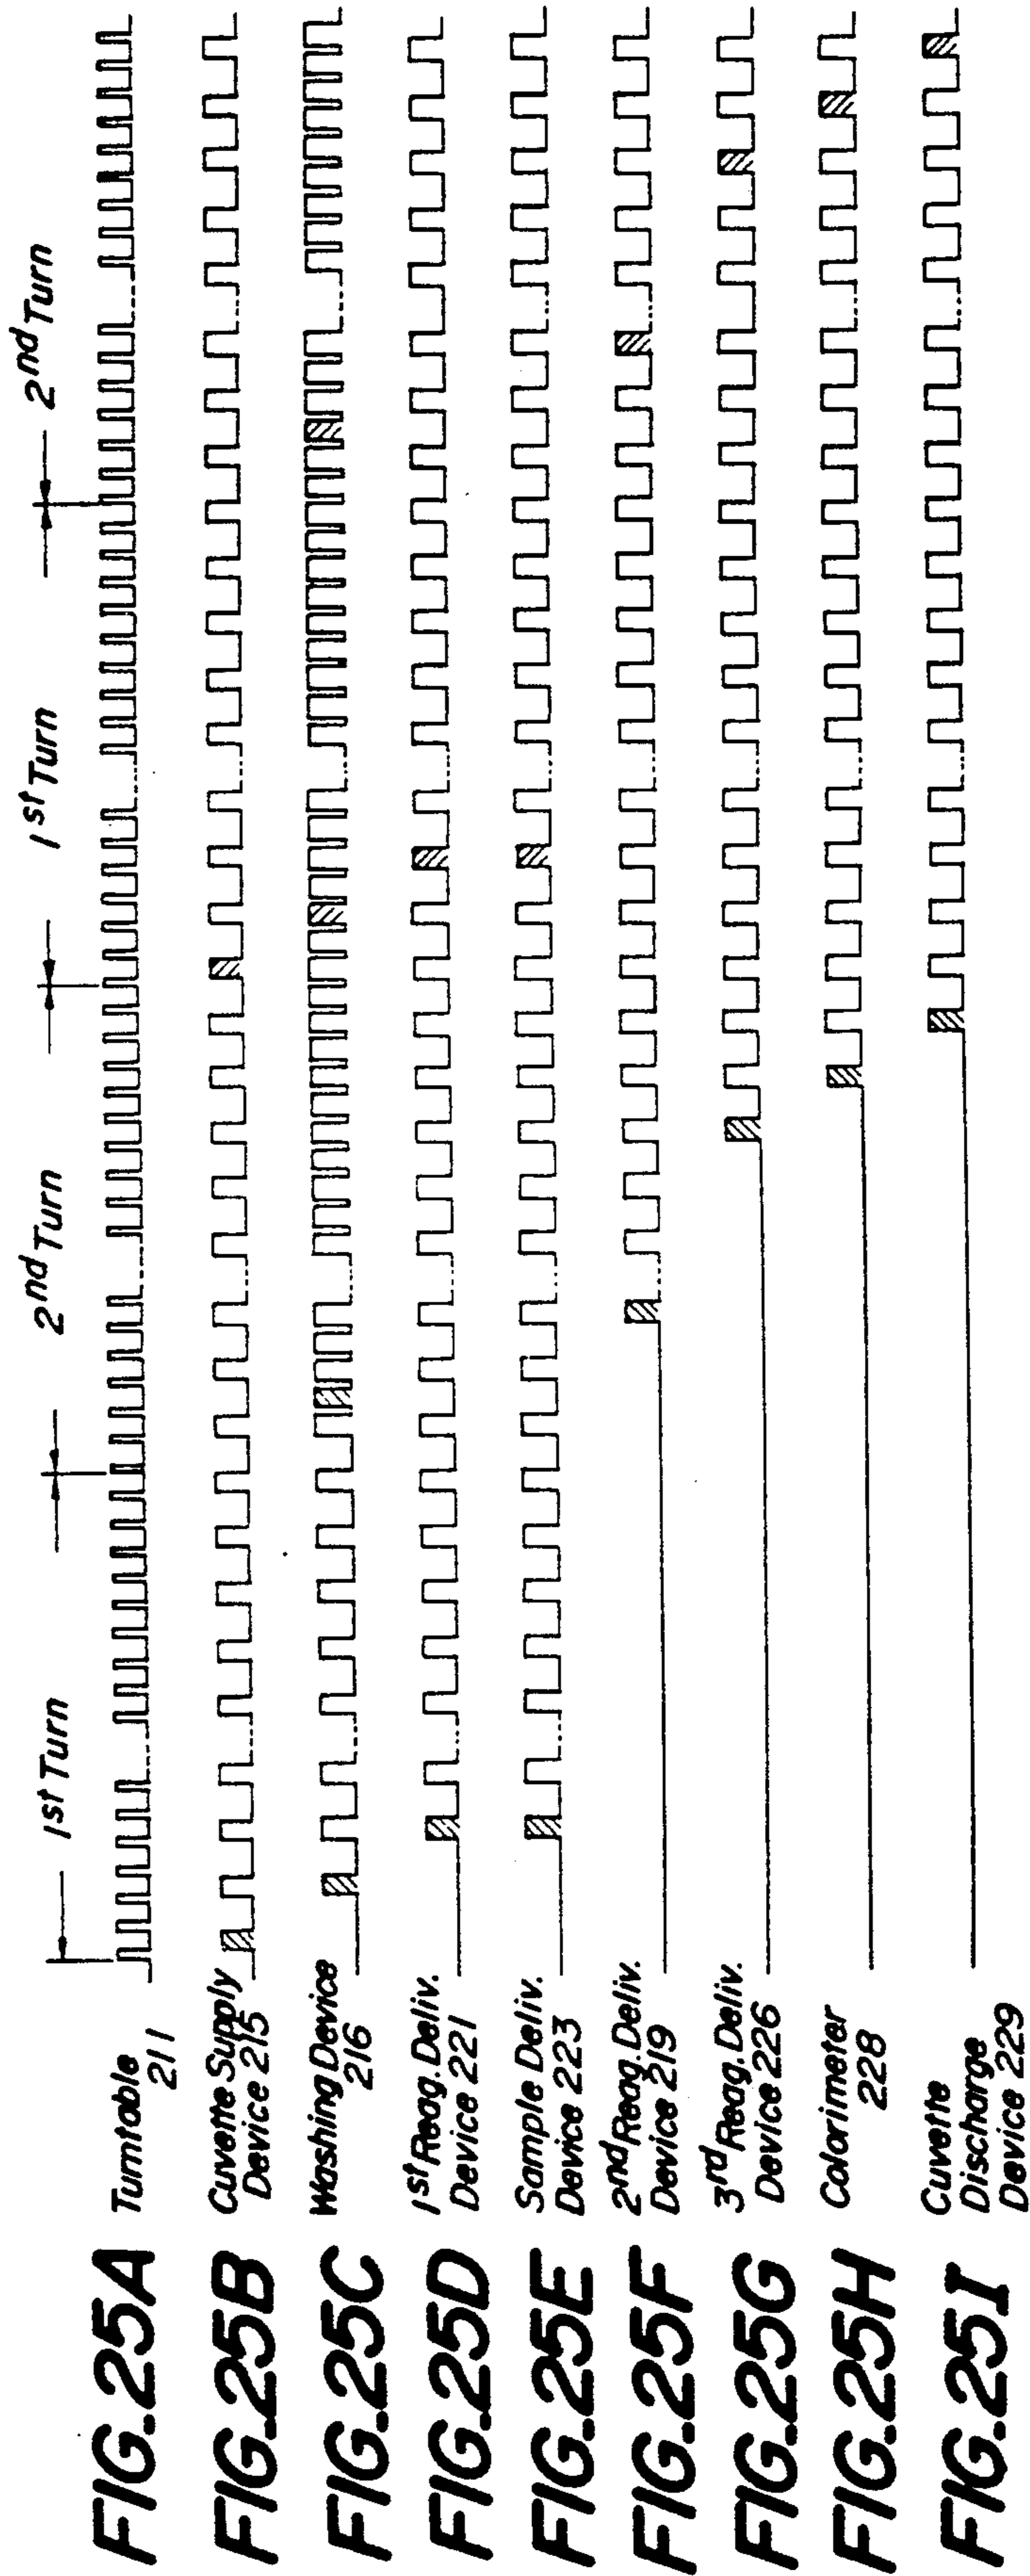 1st Turn
2nd Turn
1st Turn
2nd Turn
FIG.25A
Turntable
211
FIG.25B
Cuvette Supply
Device 215
FIG.25C
Washing Device
216
FIG.25D
1st Reag. Deliv.
Device 221
FIG.25E
Sample Deliv.
Device 223
FIG.25F
2nd Reag. Deliv.
Device 219
FIG.25G
3rd Reag. Deliv.
Device 226
FIG.25H
Colorimeter
228
FIG.25I
Cuvette
Discharge
Device 229